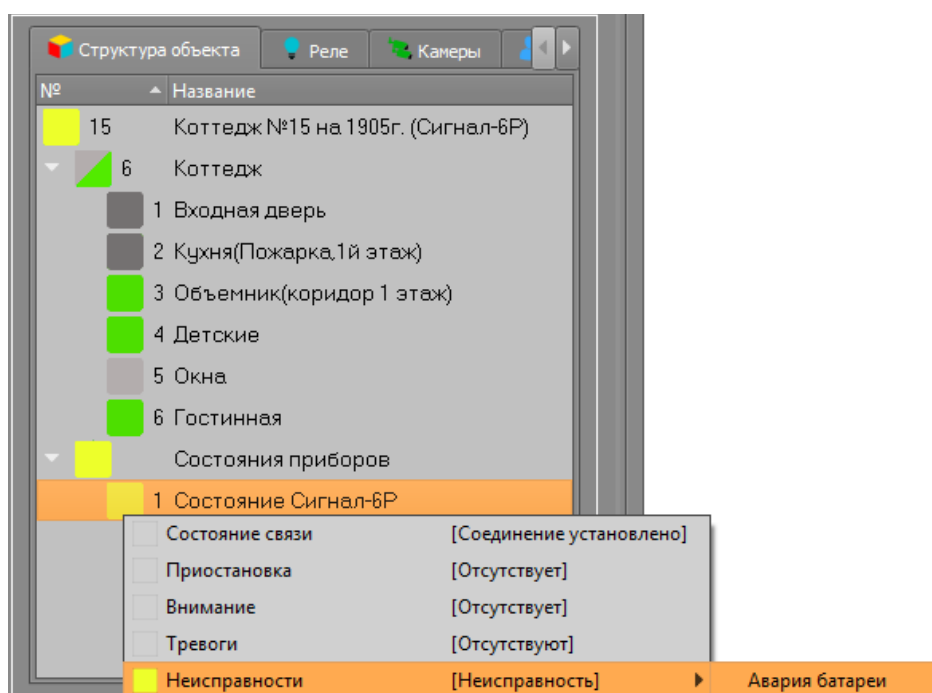 Структура объекта Реле Камеры
№ Название
15 Коттедж №15 на 1905г. (Сигнал-6Р)
6 Коттедж
1 Входная дверь
2 Кухня(Пожарка,1й этаж)
3 Объемник(коридор 1 этаж)
4 Детские
5 Окна
6 Гостинная
Состояния приборов
1 Состояние Сигнал-6Р
Состояние связи [Соединение установлено]
Приостановка [Отсутствует]
Внимание [Отсутствует]
Тревоги [Отсутствуют]
Неисправности [Неисправность] Авария батареи